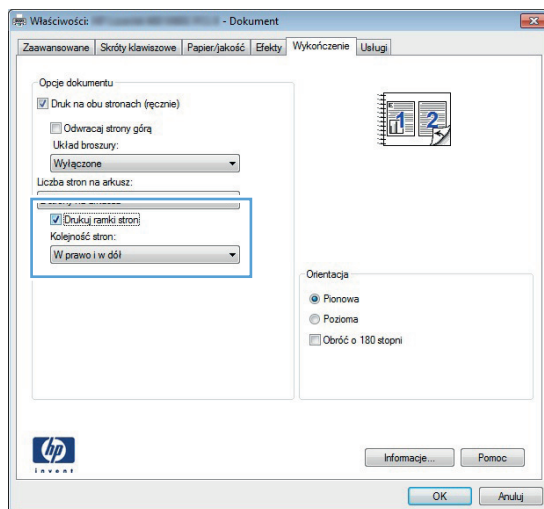 Właściwości: - Dokument
Zaawansowane Skróty klawiszowe Papier/jakość Efekty Wykończenie Usługi
Opcje dokumentu
Druk na obu stronach (ręcznie)
Odwracaj strony górą
Układ broszury:
Wyłączone
Liczba stron na arkusz:
Drukuj ramki stron
Kolejność stron:
W prawo i w dół
1 2
Orientacja
Pionowa
Pozioma
Obróć o 180 stopni
hp
invent
Informacje... Pomoc
OK Anuluj